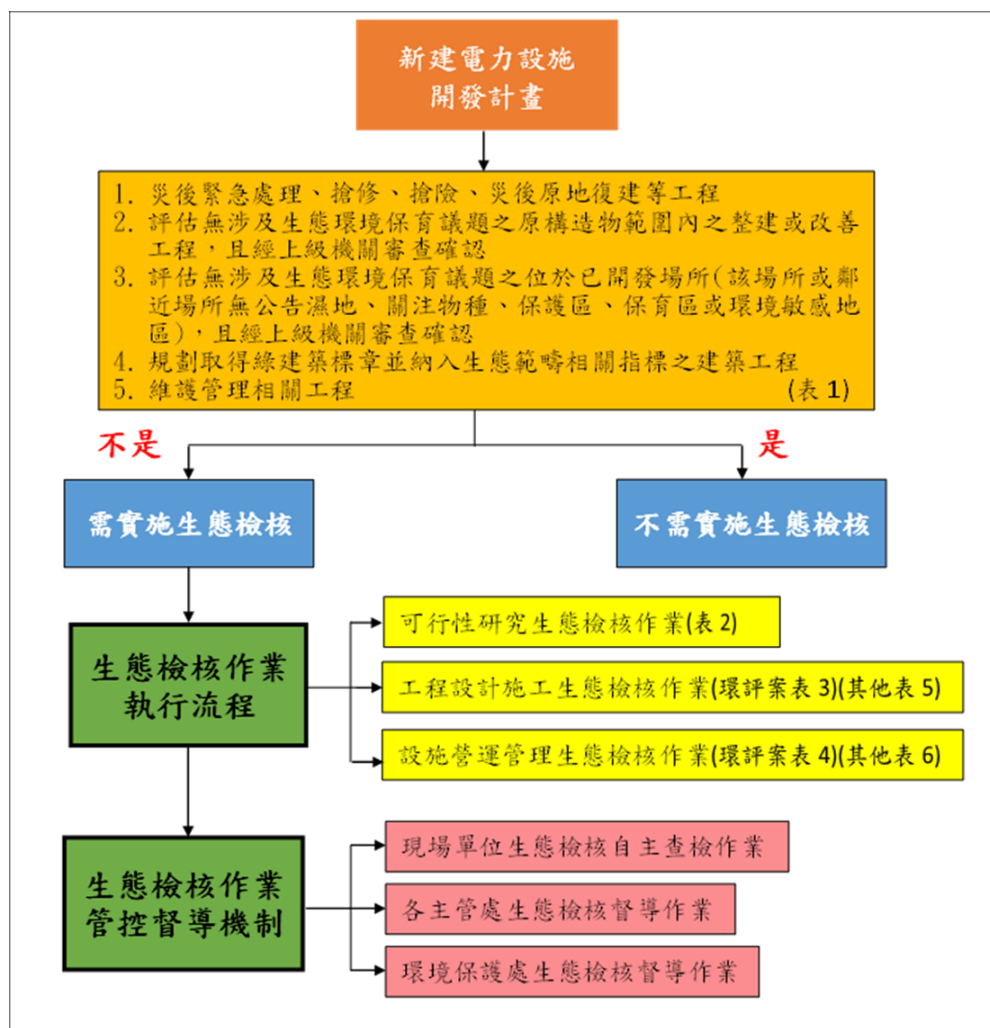 新建電力設施
開發計畫
1. 災後緊急處理、搶修、搶險、災後原地復建等工程
2. 評估無涉及生態環境保育議題之原構造物範圍內之整建或改善
工程，且經上級機關審查確認
3. 評估無涉及生態環境保育議題之位於已開發場所(該場所或鄰
近場所無公告濕地、關注物種、保護區、保育區或環境敏感地
區)，且經上級機關審查確認
4. 規劃取得綠建築標章並納入生態範疇相關指標之建築工程
5. 維護管理相關工程 (表 1)
不是
是
需實施生態檢核
不需實施生態檢核
生態檢核作業
執行流程
可行性研究生態檢核作業(表 2)
工程設計施工生態檢核作業(環評案表 3)(其他表 5)
設施營運管理生態檢核作業(環評案表 4)(其他表 6)
生態檢核作業
管控督導機制
現場單位生態檢核自主查檢作業
各主管處生態檢核督導作業
環境保護處生態檢核督導作業